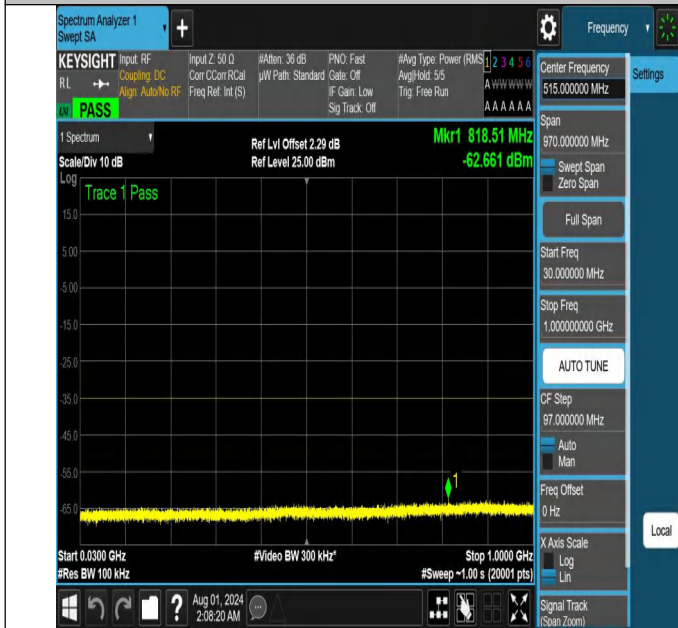 Spectrum Analyzer 1
Swept SA
Frequency
KEYSIGHT
RL
PASS
Input: RF
Coupling: DC
Align: Auto/No RF
Input Z: 50 Ω
Corr CCorr RCal
Freq Ref: Int (S)
#Atten: 36 dB
µW Path: Standard
PNO: Fast
Gate: Off
IF Gain: Low
Sig Track: Off
#Avg Type: Power (RMS
Avg|Hold: 5/5
Trig: Free Run
1 2 3 4 5 6
A W W W W W
A A A A A A
1 Spectrum
Scale/Div 10 dB
Ref Lvl Offset 2.29 dB
Ref Level 25.00 dBm
Mkr1 818.51 MHz
-62.661 dBm
Log
Trace 1 Pass
15.0
5.00
-5.00
-15.0
-25.0
-35.0
-45.0
-55.0
-65.0
1
Start 0.0300 GHz
#Res BW 100 kHz
#Video BW 300 kHz*
Stop 1.0000 GHz
#Sweep ~1.00 s (20001 pts)
Aug 01, 2024
2:08:20 AM
Center Frequency
515.000000 MHz
Settings
Span
970.000000 MHz
Swept Span
Zero Span
Full Span
Start Freq
30.000000 MHz
Stop Freq
1.000000000 GHz
AUTO TUNE
CF Step
97.000000 MHz
Auto
Man
Freq Offset
0 Hz
Local
X Axis Scale
Log
Lin
Signal Track
(Span Zoom)